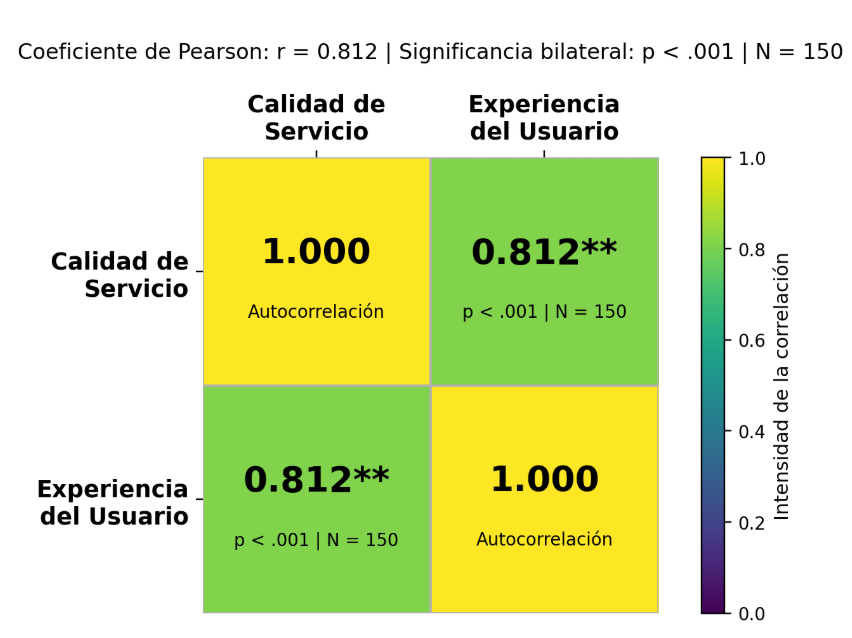 Coeficiente de Pearson: r = 0.812 | Significancia bilateral: p < .001 | N = 150
Calidad de
Servicio
Experiencia
del Usuario
Calidad de
Servicio
1.000
Autocorrelación
0.812**
p < .001 | N = 150
Experiencia
del Usuario
0.812**
p < .001 | N = 150
1.000
Autocorrelación
1.0
0.8
0.6
0.4
0.2
0.0
Intensidad de la correlación